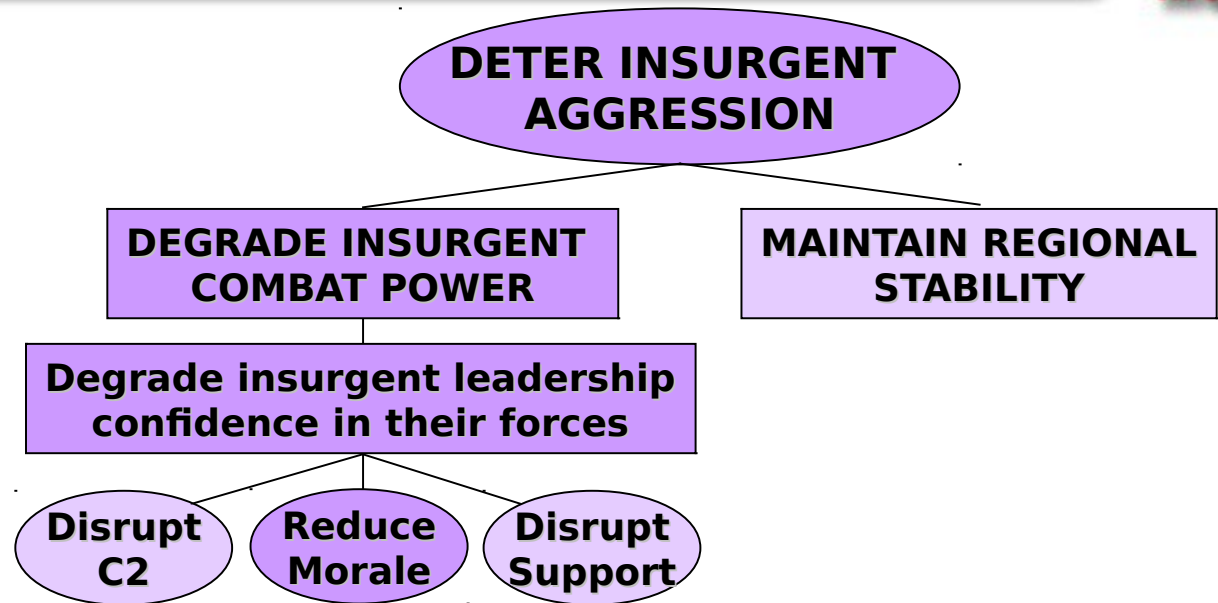 DETER INSURGENT
AGGRESSION
DEGRADE INSURGENT
COMBAT POWER
MAINTAIN REGIONAL
STABILITY
Degrade insurgent leadership
confidence in their forces
Disrupt
C2
Reduce
Morale
Disrupt
Support